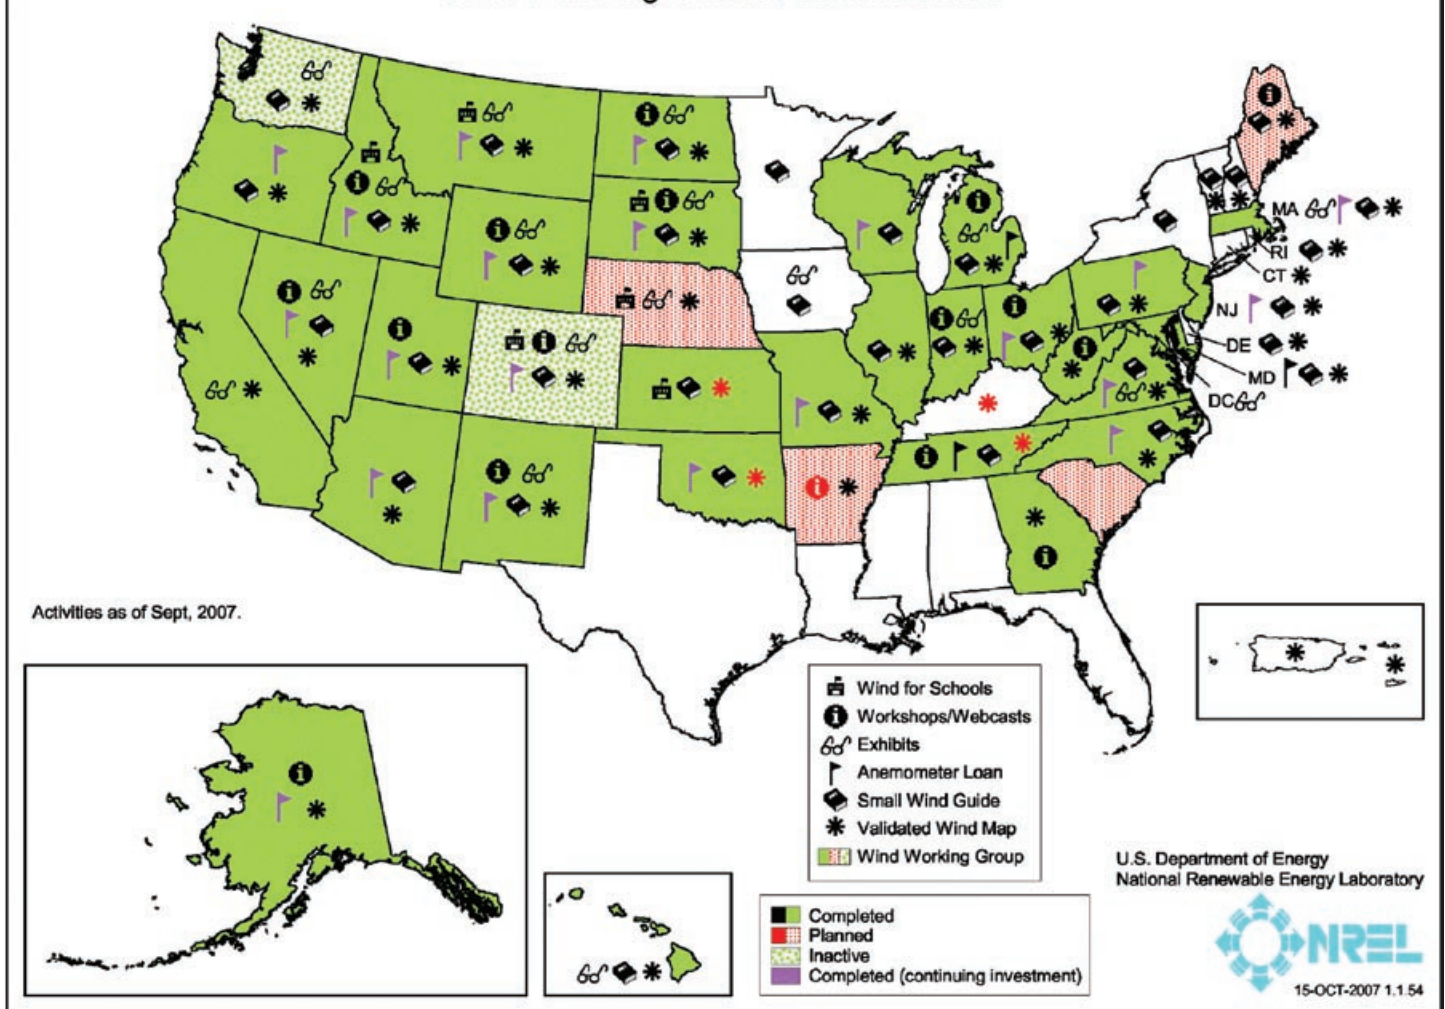 MA
RI
CT
NJ
DE
MD
DC
Activities as of Sept, 2007.
Wind for Schools
Workshops/Webcasts
Exhibits
Anemometer Loan
Small Wind Guide
Validated Wind Map
Wind Working Group
Completed
Planned
Inactive
Completed (continuing investment)
U.S. Department of Energy
National Renewable Energy Laboratory
NREL
15-OCT-2007 1.1.54